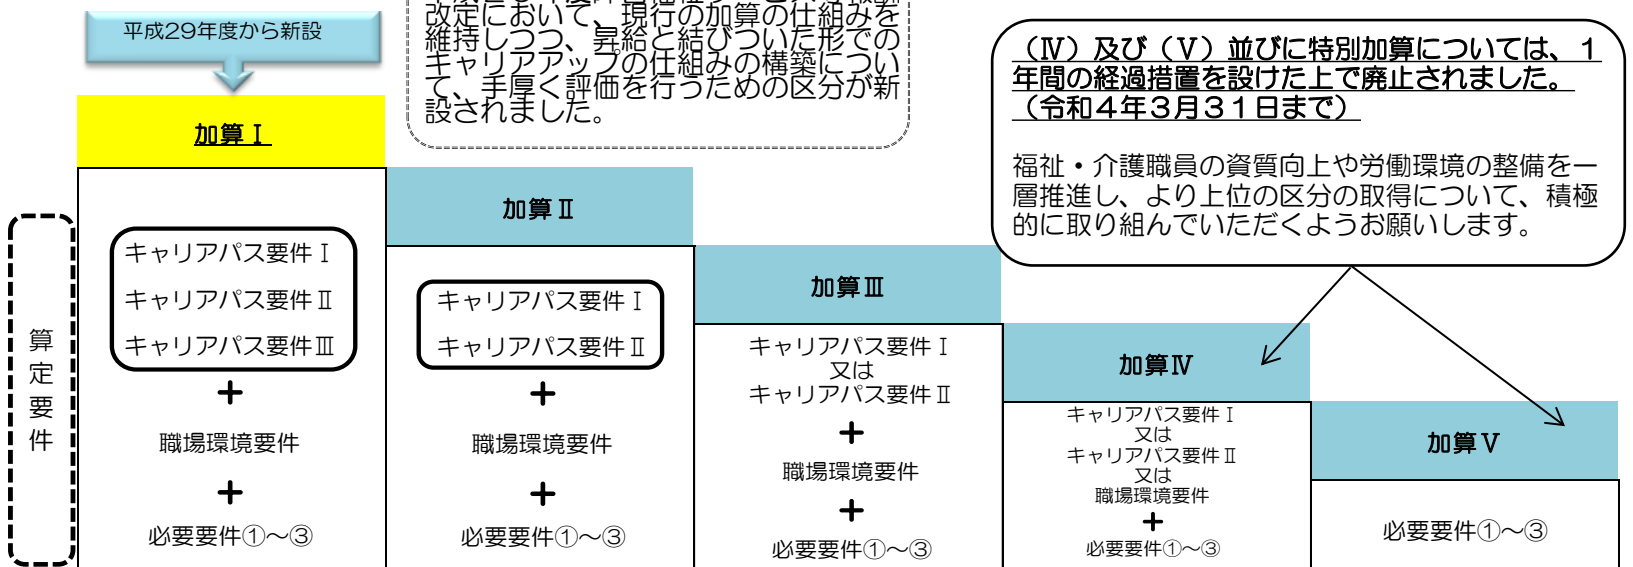 平成29年度から新設
改定において、現行の加算の仕組みを
維持しつつ、昇給と結びついた形での
キャリアアップの仕組みの構築につい
て、手厚く評価を行うための区分が新
設されました。
（Ⅳ）及び（Ⅴ）並びに特別加算については、１
年間の経過措置を設けた上で廃止されました。
（令和４年３月３１日まで）
福祉・介護職員の資質向上や労働環境の整備を一
層推進し、より上位の区分の取得について、積極
的に取り組んでいただくようお願いします。
算定要件
加算Ⅰ
キャリアパス要件Ⅰ
キャリアパス要件Ⅱ
キャリアパス要件Ⅲ
＋
職場環境要件
＋
必要要件①～③
加算Ⅱ
キャリアパス要件Ⅰ
キャリアパス要件Ⅱ
＋
職場環境要件
＋
必要要件①～③
加算Ⅲ
キャリアパス要件Ⅰ
又は
キャリアパス要件Ⅱ
＋
職場環境要件
＋
必要要件①～③
加算Ⅳ
キャリアパス要件Ⅰ
又は
キャリアパス要件Ⅱ
又は
職場環境要件
＋
必要要件①～③
加算Ⅴ
必要要件①～③